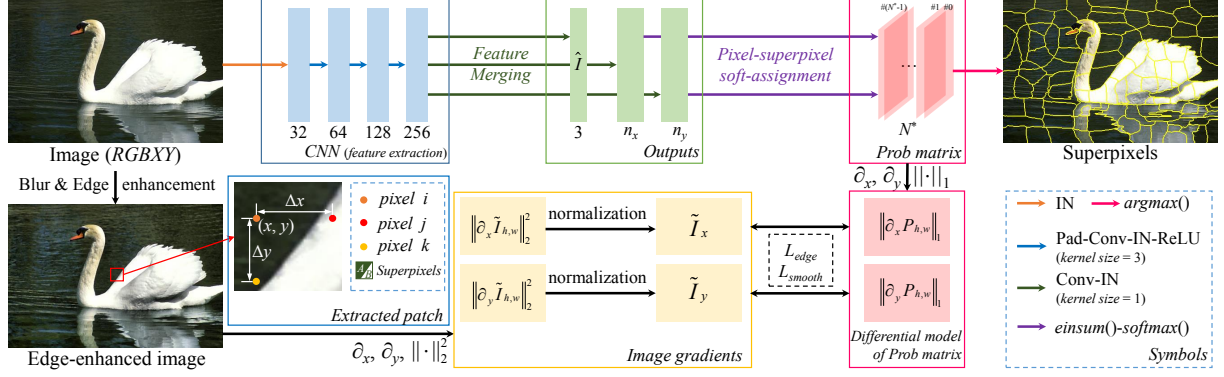 Image (RGBXY)
Blur & Edge enhancement
Edge-enhanced image
32 64 128 256
CNN (feature extraction)
Feature
Merging
Î
3 n_x n_y
Outputs
Pixel-superpixel
soft-assignment
#(N*-1) #1 #0
...
N*
Prob matrix
Superpixels
Δx
(x, y)
Δy
pixel i
pixel j
pixel k
A/B Superpixels
Extracted patch
∂_x, ∂_y, ||·||_2^2
||∂_x Ĩ_{h,w}||_2^2 normalization Ĩ_x
||∂_y Ĩ_{h,w}||_2^2 normalization Ĩ_y
Image gradients
L_edge
L_smooth
∂_x, ∂_y ||·||_1
||∂_x P_{h,w}||_1
||∂_y P_{h,w}||_1
Differential model
of Prob matrix
IN argmax()
Pad-Conv-IN-ReLU
(kernel size = 3)
Conv-IN
(kernel size = 1)
einsum()-softmax()
Symbols